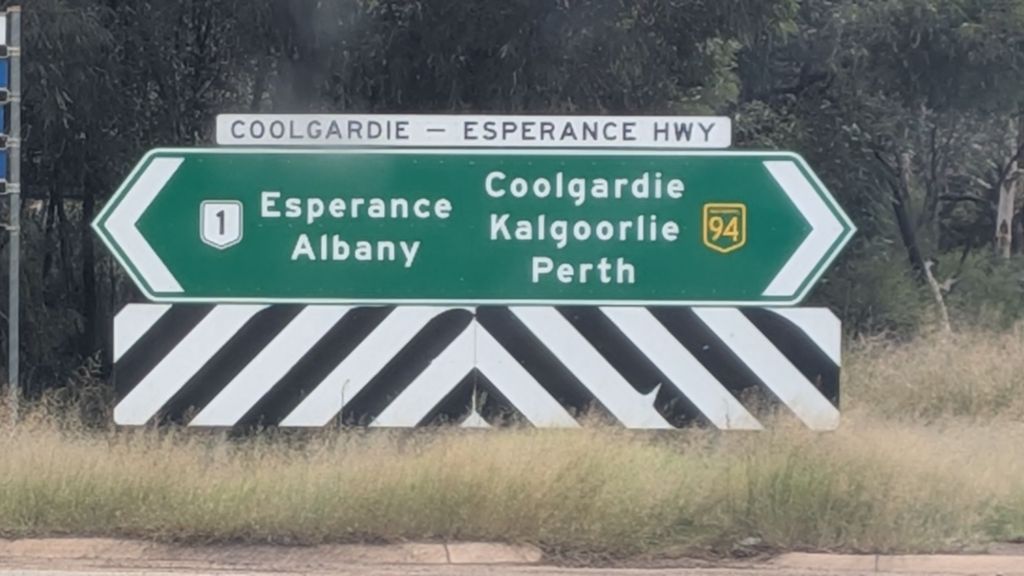 COOLGARDIE – ESPERANCE HWY
1
Esperance
Albany
Coolgardie
Kalgoorlie
Perth
94